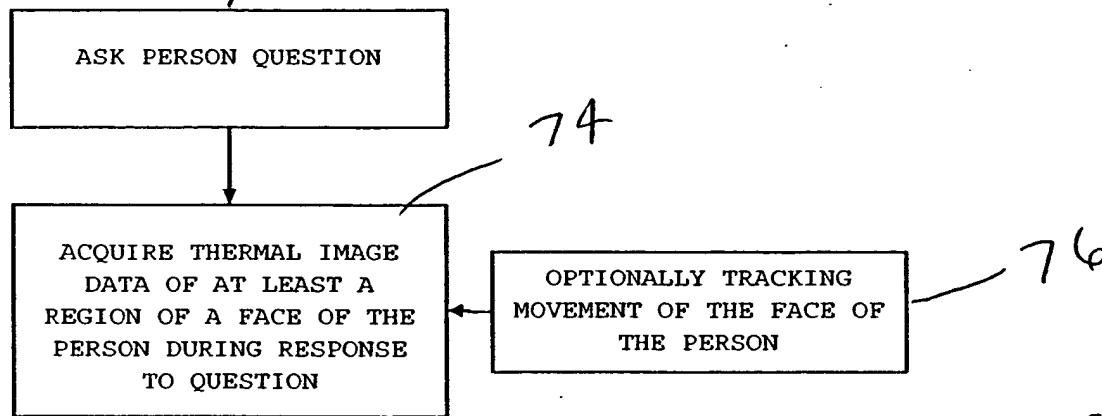 ASK PERSON QUESTION
74
ACQUIRE THERMAL IMAGE
DATA OF AT LEAST A
REGION OF A FACE OF THE
PERSON DURING RESPONSE
TO QUESTION
OPTIONALLY TRACKING
MOVEMENT OF THE FACE OF
THE PERSON
76